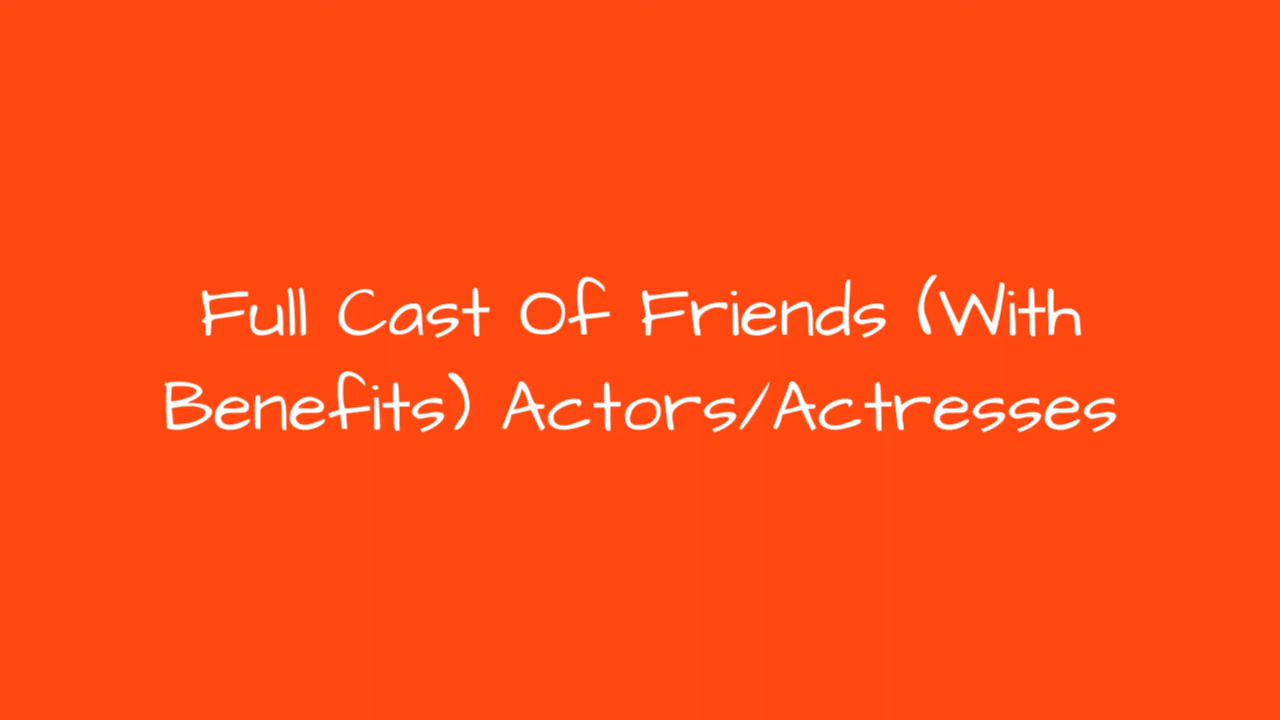 Full Cast Of Friends (With
Benefits) Actors/Actresses